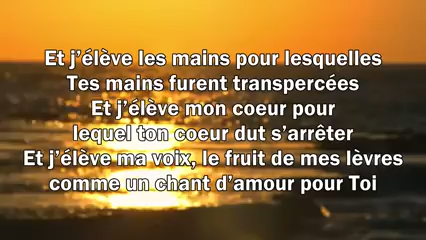 Et j’élève les mains pour lesquelles
Tes mains furent transpercées
Et j’élève mon coeur pour
lequel ton coeur dut s’arrêter
Et j’élève ma voix, le fruit de mes lèvres
comme un chant d’amour pour Toi